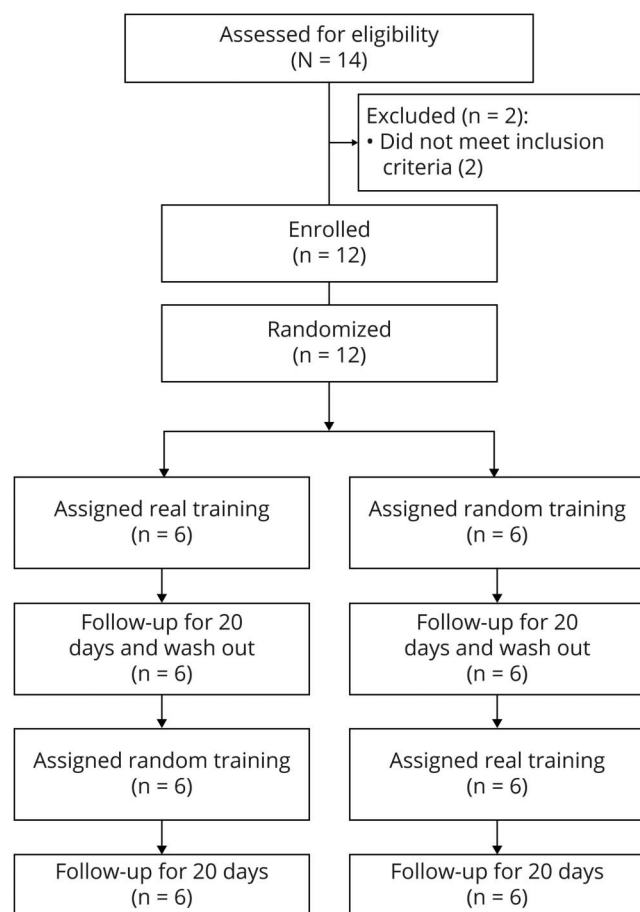 Assessed for eligibility
(N = 14)
Excluded (n = 2):
• Did not meet inclusion
criteria (2)
Enrolled
(n = 12)
Randomized
(n = 12)
Assigned real training
(n = 6)
Assigned random training
(n = 6)
Follow-up for 20
days and wash out
(n = 6)
Follow-up for 20
days and wash out
(n = 6)
Assigned random training
(n = 6)
Assigned real training
(n = 6)
Follow-up for 20 days
(n = 6)
Follow-up for 20 days
(n = 6)